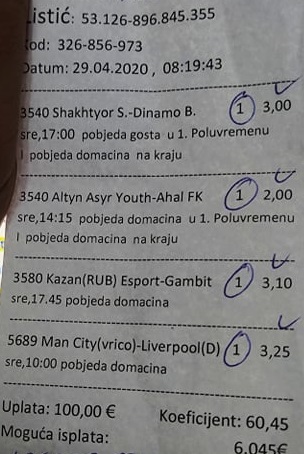 Listić: 53.126-896.845.355
Kod: 326-856-973
Datum: 29.04.2020 , 08:19:43
3540 Shakhtyor S.-Dinamo B. 1 3,00
sre,17:00 pobjeda gosta u 1. Poluvremenu
I pobjeda domacina na kraju
3540 Altyn Asyr Youth-Ahal FK 1 2,00
sre,14:15 pobjeda domacina u 1. Poluvremenu
I pobjeda domacina na kraju
3580 Kazan(RUB) Esport-Gambit 1 3,10
sre,17.45 pobjeda domacina
5689 Man City(vrico)-Liverpool(D) 1 3,25
sre,10:00 pobjeda domacina
Uplata: 100,00 € Koeficijent: 60,45
Moguća isplata: 6.045€